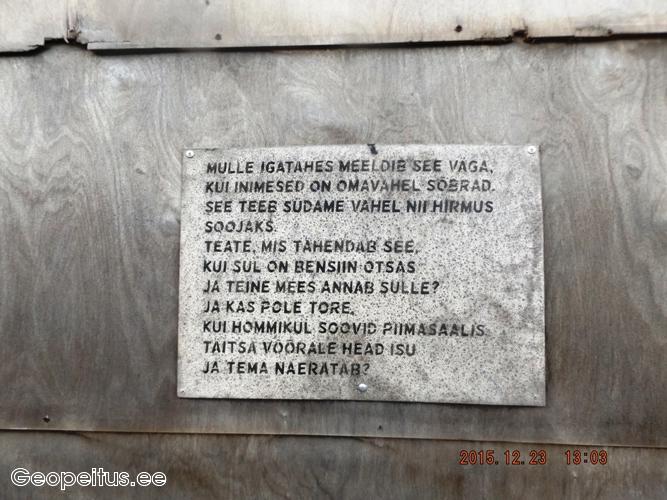 MULLE IGATAHES MEELDIB SEE VÄGA,
KUI INIMESED ON OMAVAHEL SÕBRAD.
SEE TEEB SÜDAME VAHEL NII HIRMUS
SOOJAKS.
TEATE, MIS TÄHENDAB SEE,
KUI SUL ON BENSIIN OTSAS
JA TEINE MEES ANNAB SULLE?
JA KAS POLE TORE,
KUI HOMMIKUL SOOVID PIIMASAALIS
TÄITSA VÕÕRALE HEAD ISU
JA TEMA NAERATAB?
2015.12.23 13:03
Geopeitus.ee